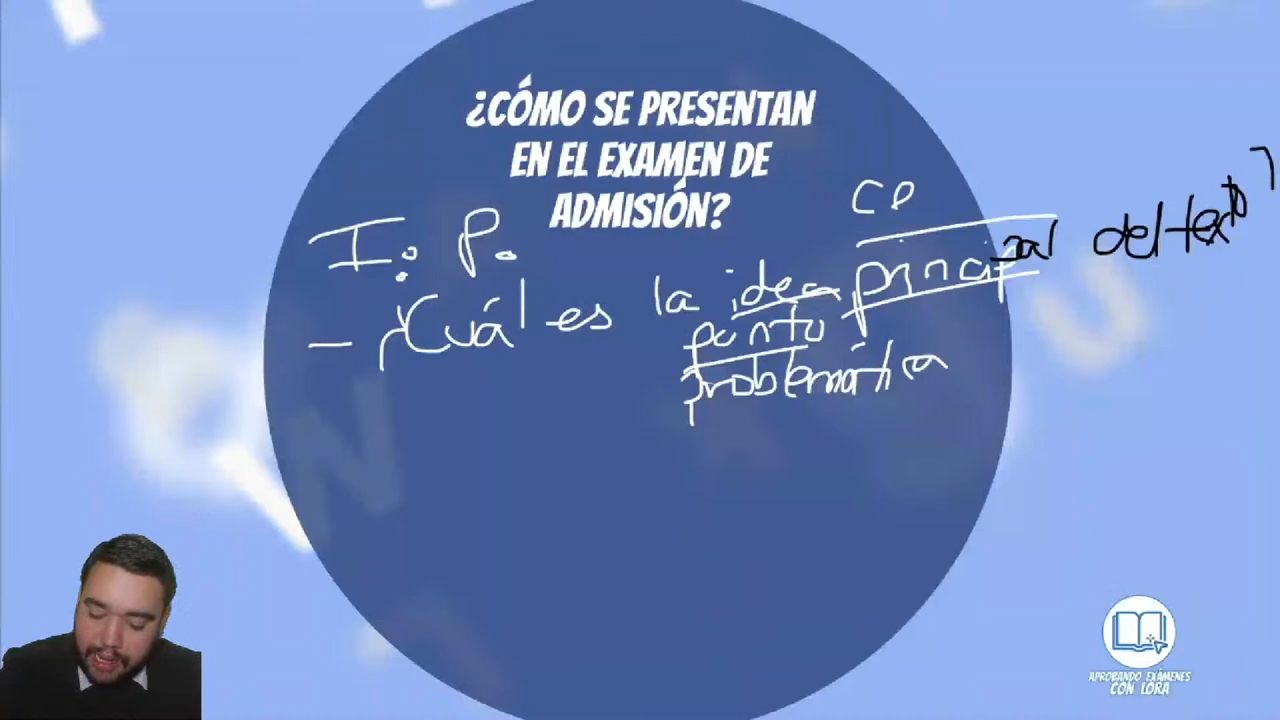 ¿CÓMO SE PRESENTAN
EN EL EXAMEN DE
ADMISIÓN?
CP
I. P.
- ¿Cuál es la idea principal del texto?
punto
problemática
APROBANDO EXÁMENES
CON LORA